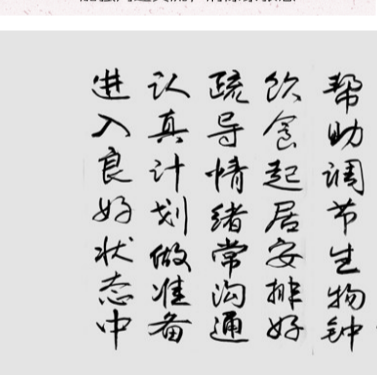 帮助调节生物钟
饮食起居安排好
疏导情绪常沟通
认真计划做准备
进入良好状态中